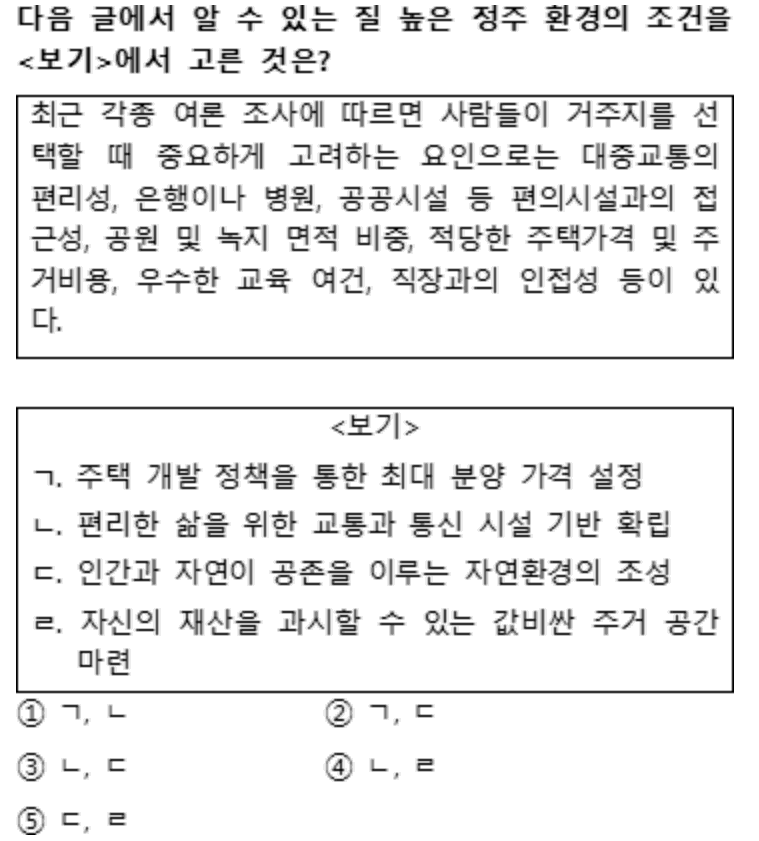 다음 글에서 알 수 있는 질 높은 정주 환경의 조건을
<보기>에서 고른 것은?
최근 각종 여론 조사에 따르면 사람들이 거주지를 선
택할 때 중요하게 고려하는 요인으로는 대중교통의
편리성, 은행이나 병원, 공공시설 등 편의시설과의 접
근성, 공원 및 녹지 면적 비중, 적당한 주택가격 및 주
거비용, 우수한 교육 여건, 직장과의 인접성 등이 있
다.
<보기>
ㄱ. 주택 개발 정책을 통한 최대 분양 가격 설정
ㄴ. 편리한 삶을 위한 교통과 통신 시설 기반 확립
ㄷ. 인간과 자연이 공존을 이루는 자연환경의 조성
ㄹ. 자신의 재산을 과시할 수 있는 값비싼 주거 공간
마련
① ㄱ, ㄴ ② ㄱ, ㄷ
③ ㄴ, ㄷ ④ ㄴ, ㄹ
⑤ ㄷ, ㄹ